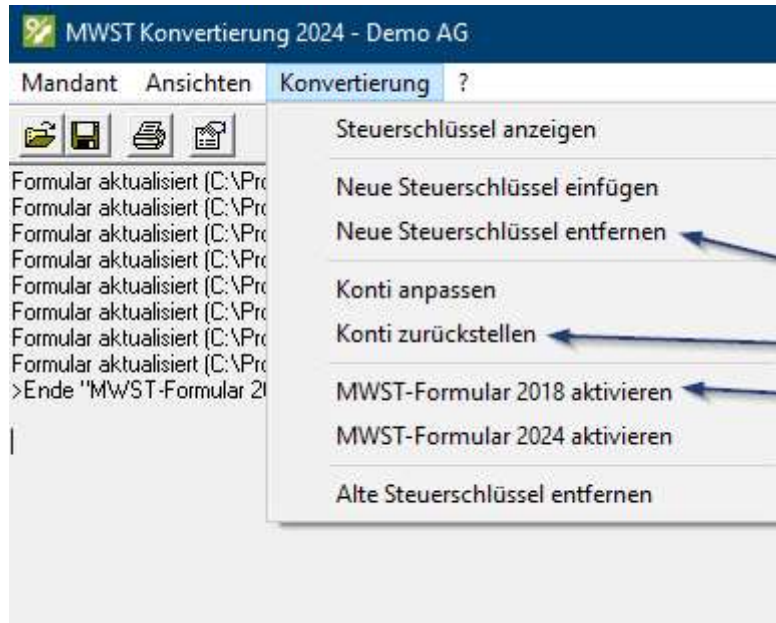 MWST Konvertierung 2024 - Demo AG
Mandant Ansichten Konvertierung ?
Steuerschlüssel anzeigen
Neue Steuerschlüssel einfügen
Neue Steuerschlüssel entfernen
Konti anpassen
Konti zurückstellen
MWST-Formular 2018 aktivieren
MWST-Formular 2024 aktivieren
Alte Steuerschlüssel entfernen
Formular aktualisiert (C:\Pro
Formular aktualisiert (C:\Pro
Formular aktualisiert (C:\Pro
Formular aktualisiert (C:\Pro
Formular aktualisiert (C:\Pro
Formular aktualisiert (C:\Pro
Formular aktualisiert (C:\Pro
Formular aktualisiert (C:\Pro
>Ende "MWST-Formular 20